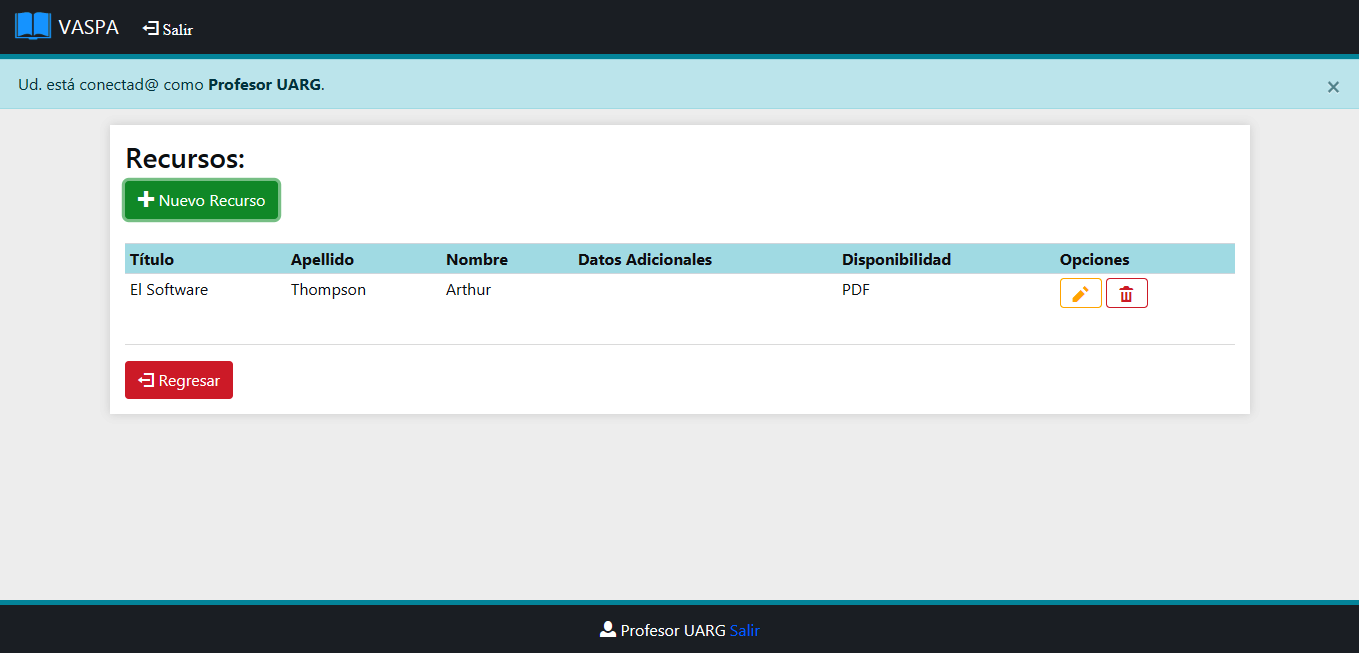 VASPA Salir
Ud. está conectad@ como Profesor UARG. ×
Recursos:
Nuevo Recurso
Título Apellido Nombre Datos Adicionales Disponibilidad Opciones
El Software Thompson Arthur PDF
Regresar
Profesor UARG Salir